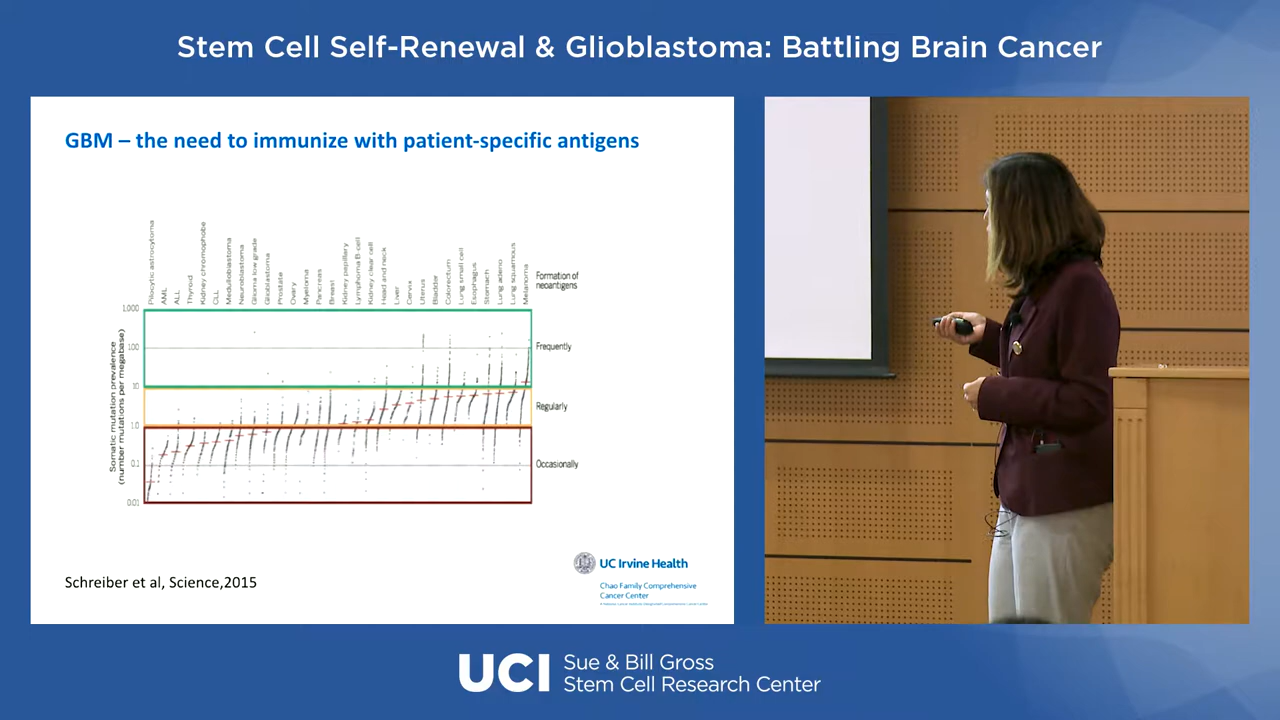 Stem Cell Self-Renewal & Glioblastoma: Battling Brain Cancer
GBM – the need to immunize with patient-specific antigens
Pilocytic astrocytoma
AML
ALL
Thyroid
Kidney chromophobe
CLL
Medulloblastoma
Neuroblastoma
Glioma low grade
Glioblastoma
Prostate
Ovary
Myeloma
Pancreas
Breast
Kidney papillary
Lymphoma B-cell
Kidney clear cell
Head and neck
Liver
Cervix
Uterus
Bladder
Colorectum
Lung small cell
Esophagus
Stomach
Lung adeno
Lung squamous
Melanoma
Formation of
neoantigens
Somatic mutation prevalence
(number mutations per megabase)
1,000
100
10
1.0
0.1
0.01
Frequently
Regularly
Occasionally
Schreiber et al, Science,2015
UC Irvine Health
Chao Family Comprehensive
Cancer Center
UCI
Sue & Bill Gross
Stem Cell Research Center